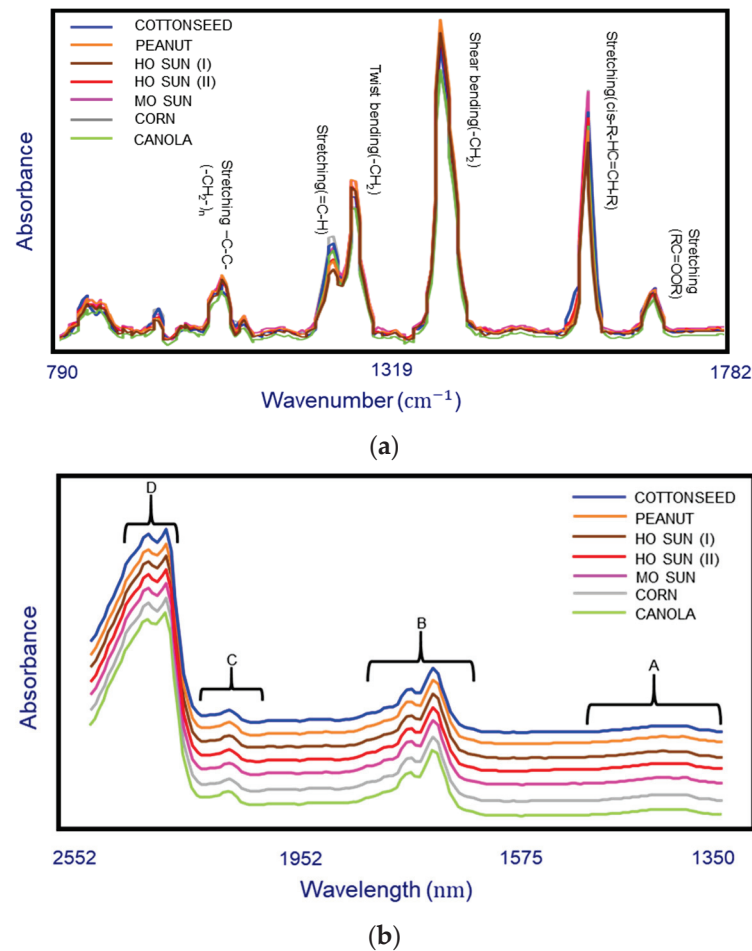 COTTONSEED
PEANUT
HO SUN (I)
HO SUN (II)
MO SUN
CORN
CANOLA
Absorbance
Stretching –C-C-
(-CH2-)n
Stretching(=C-H)
Twist bending(-CH2)
Shear bending(-CH2)
Stretching(cis-R-HC=CH-R)
Stretching
(RC=OOR)
790
1319
1782
Wavenumber (cm⁻¹)
(a)
D
C
B
A
COTTONSEED
PEANUT
HO SUN (I)
HO SUN (II)
MO SUN
CORN
CANOLA
Absorbance
2552
1952
1575
1350
Wavelength (nm)
(b)